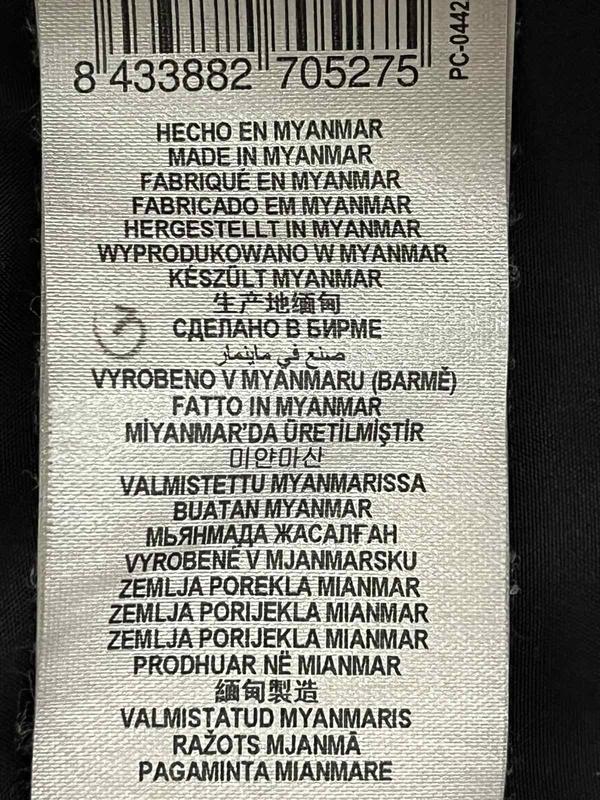 8 433882 705275
PC-0442
HECHO EN MYANMAR
MADE IN MYANMAR
FABRIQUÉ EN MYANMAR
FABRICADO EM MYANMAR
HERGESTELLT IN MYANMAR
WYPRODUKOWANO W MYANMAR
KÉSZÜLT MYANMAR
生产地缅甸
3
СДЕЛАНО В БИРМЕ
صنع في ماينمار
VYROBENO V MYANMARU (BARMĚ)
FATTO IN MYANMAR
MİYANMAR'DA ÜRETİLMİŞTİR
미얀마산
VALMISTETTU MYANMARISSA
BUATAN MYANMAR
МЬЯНМАДА ЖАСАЛҒАН
VYROBENÉ V MJANMARSKU
ZEMLJA POREKLA MIANMAR
ZEMLJA PORIJEKLA MIANMAR
ZEMLJA PORIJEKLA MIANMAR
PRODHUAR NË MIANMAR
緬甸製造
VALMISTATUD MYANMARIS
RAŽOTS MJANMĀ
PAGAMINTA MIANMARE